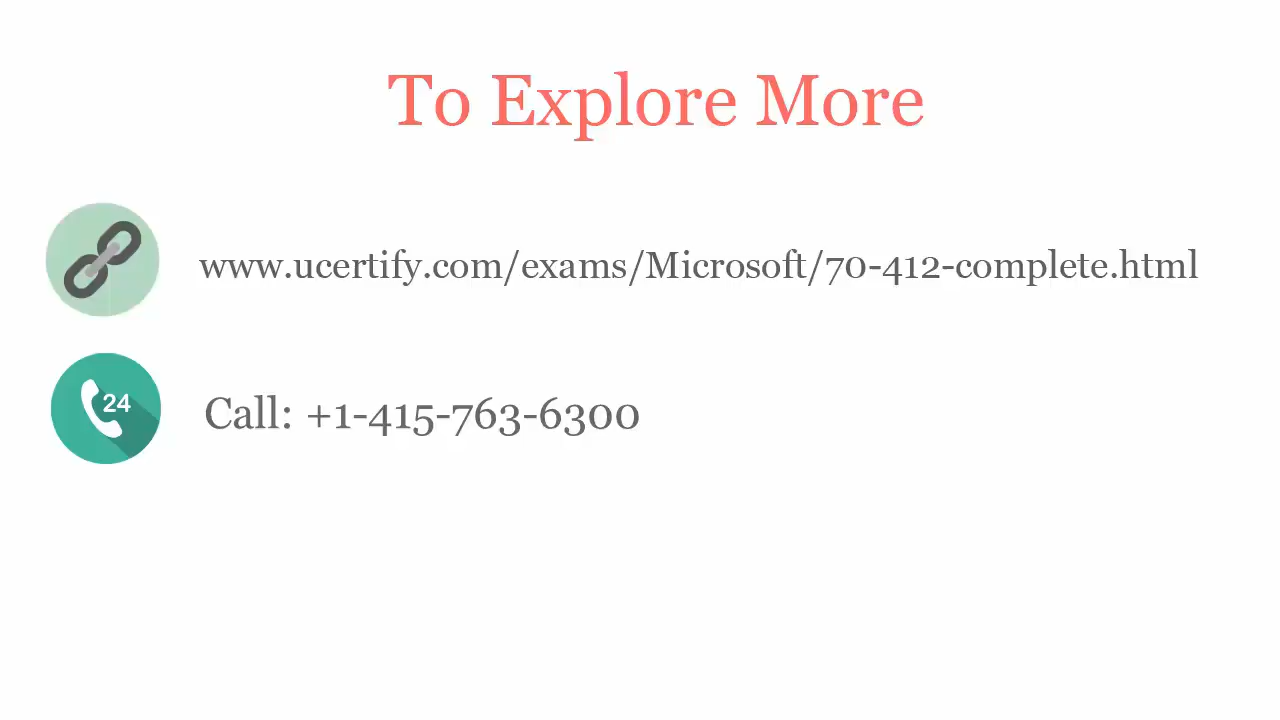 To Explore More
www.ucertify.com/exams/Microsoft/70-412-complete.html
24
Call: +1-415-763-6300